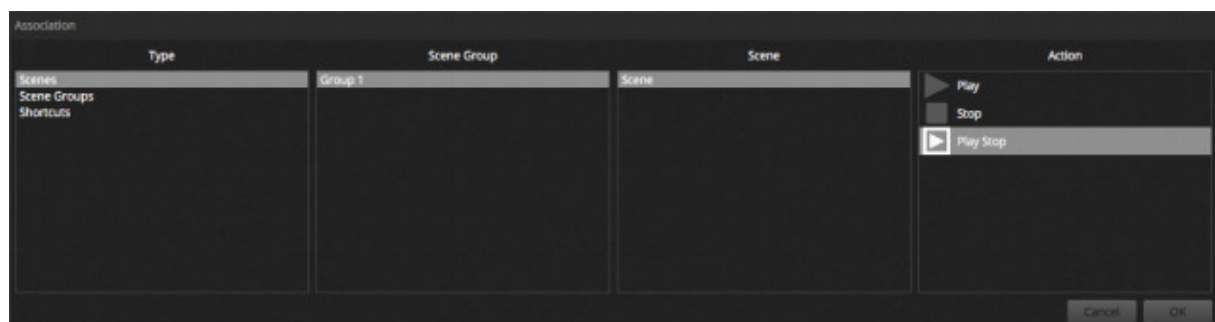 Association
Type
Scene Group
Scene
Action
Scenes
Scene Groups
Shortcuts
Group 1
Scene
Play
Stop
Play Stop
Cancel
OK